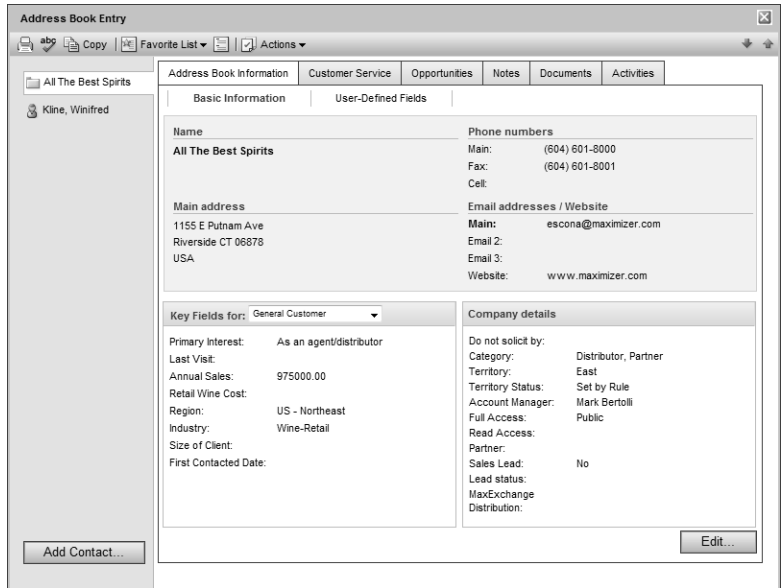 Address Book Entry
abc Copy Favorite List Actions
All The Best Spirits
Kline, Winifred
Address Book Information Customer Service Opportunities Notes Documents Activities
Basic Information User-Defined Fields
Name
All The Best Spirits
Phone numbers
Main: (604) 601-8000
Fax: (604) 601-8001
Cell:
Main address
1155 E Putnam Ave
Riverside CT 06878
USA
Email addresses / Website
Main: escona@maximizer.com
Email 2:
Email 3:
Website: www.maximizer.com
Key Fields for: General Customer
Primary Interest: As an agent/distributor
Last Visit:
Annual Sales: 975000.00
Retail Wine Cost:
Region: US - Northeast
Industry: Wine-Retail
Size of Client:
First Contacted Date:
Company details
Do not solicit by:
Category: Distributor, Partner
Territory: East
Territory Status: Set by Rule
Account Manager: Mark Bertolli
Full Access: Public
Read Access:
Partner:
Sales Lead: No
Lead status:
MaxExchange
Distribution:
Add Contact...
Edit...